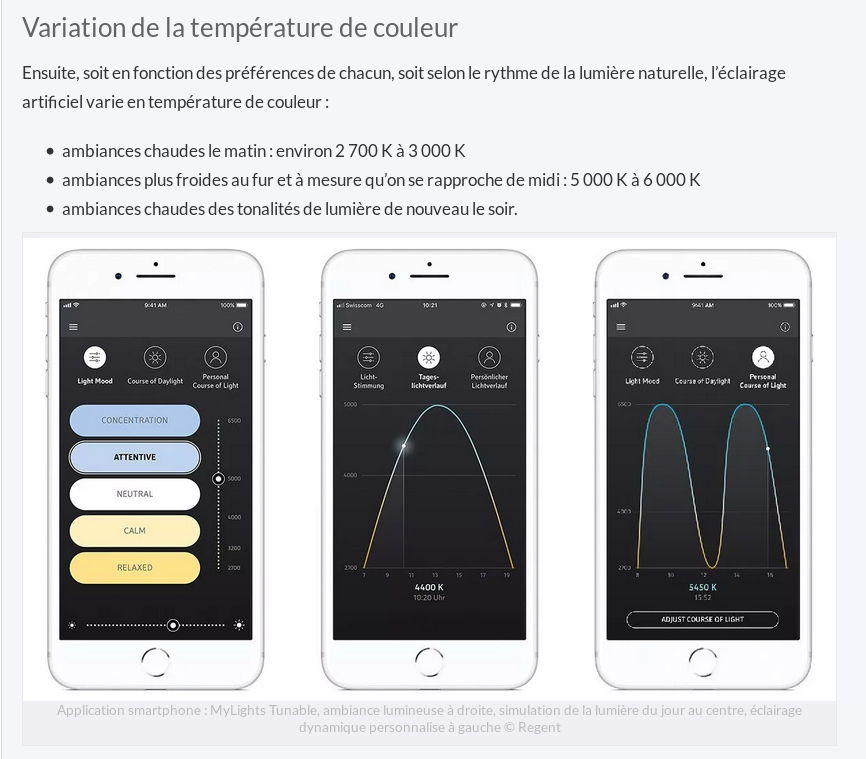 Variation de la température de couleur
Ensuite, soit en fonction des préférences de chacun, soit selon le rythme de la lumière naturelle, l’éclairage
artificiel varie en température de couleur :
• ambiances chaudes le matin : environ 2 700 K à 3 000 K
• ambiances plus froides au fur et à mesure qu’on se rapproche de midi : 5 000 K à 6 000 K
• ambiances chaudes des tonalités de lumière de nouveau le soir.
9:41 AM 100%
Light Mood Course of Daylight Personal
Course of Light
CONCENTRATION 6500
ATTENTIVE
5000
NEUTRAL
4000
CALM
3200
RELAXED 2700
Swisscom 4G 10:21
Licht-
Stimmung
Tages-
lichtverlauf
Persönlicher
Lichtverlauf
5000
4000
2700
7 9 11 13 15 17 19
4400 K
10:20 Uhr
9:41 AM 100%
Light Mood Course of Daylight Personal
Course of Light
6500
4000
2700
8 10 12 14 16
5450 K
15:52
ADJUST COURSE OF LIGHT
Application smartphone : MyLights Tunable, ambiance lumineuse à droite, simulation de la lumière du jour au centre, éclairage
dynamique personnalise à gauche © Regent